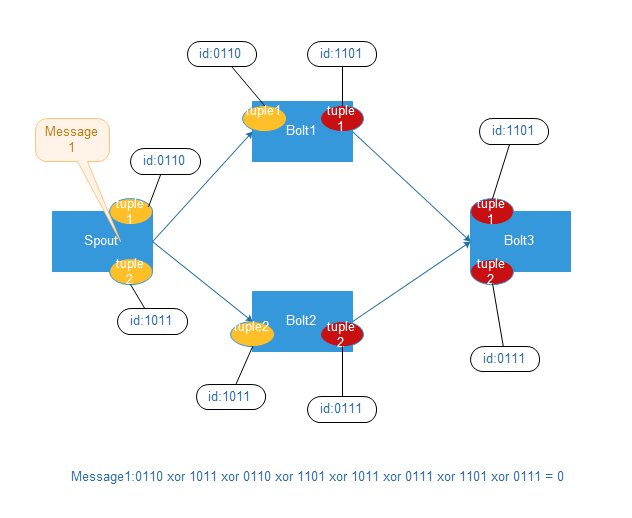 id:0110
id:1101
tuple1
tuple
1
Bolt1
Message
1
id:1101
id:0110
tuple
1
Spout
tuple
2
tuple
1
Bolt3
tuple
2
id:1011
Bolt2
tuple2
tuple
2
id:0111
id:1011
id:0111
Message1:0110 xor 1011 xor 0110 xor 1101 xor 1011 xor 0111 xor 1101 xor 0111 = 0